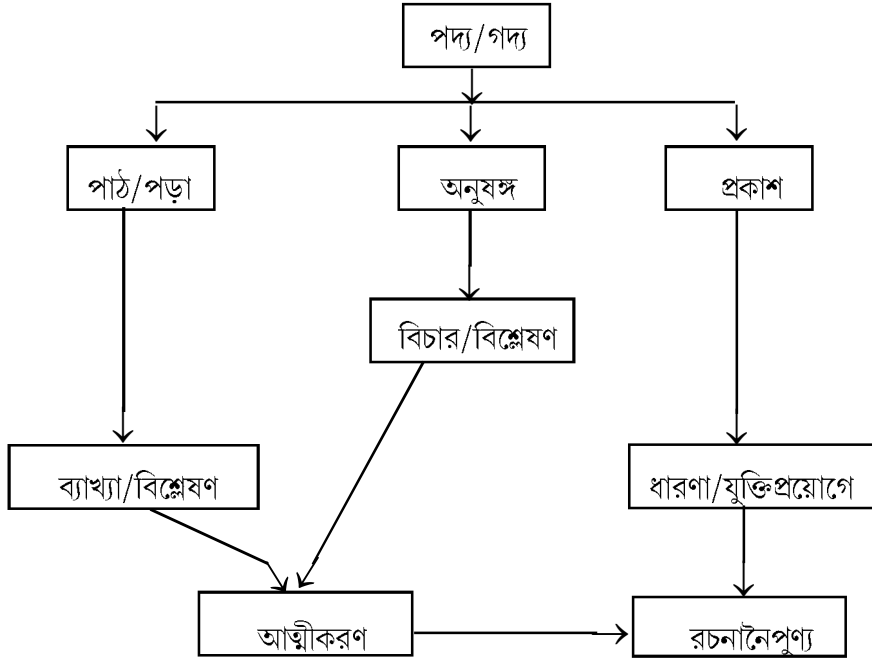 পদ্য/গদ্য
পাঠ/পড়া
অনুষঙ্গ
প্রকাশ
বিচার/বিশ্লেষণ
ব্যাখ্যা/বিশ্লেষণ
ধারণা/যুক্তিপ্রয়োগে
আত্মীকরণ
রচনানৈপুণ্য